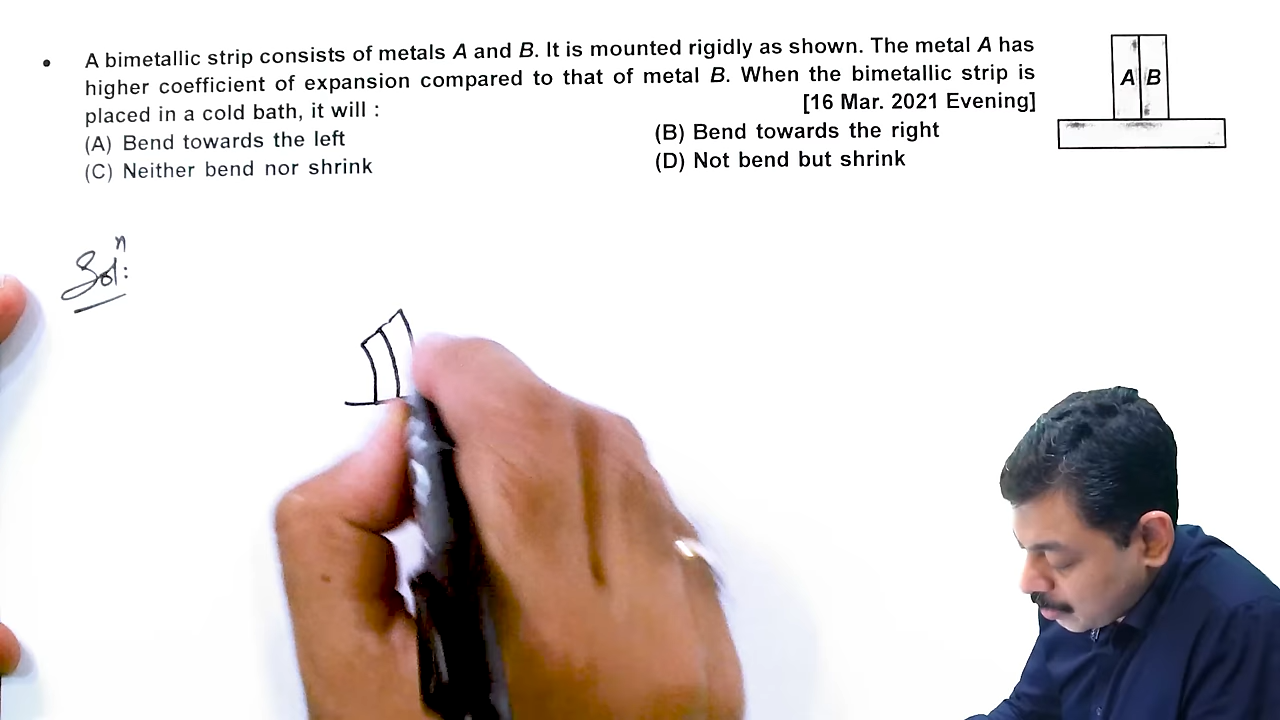 A bimetallic strip consists of metals A and B. It is mounted rigidly as shown. The metal A has
higher coefficient of expansion compared to that of metal B. When the bimetallic strip is
placed in a cold bath, it will :
[16 Mar. 2021 Evening]
(A) Bend towards the left
(B) Bend towards the right
(C) Neither bend nor shrink
(D) Not bend but shrink
A B
Solⁿ: